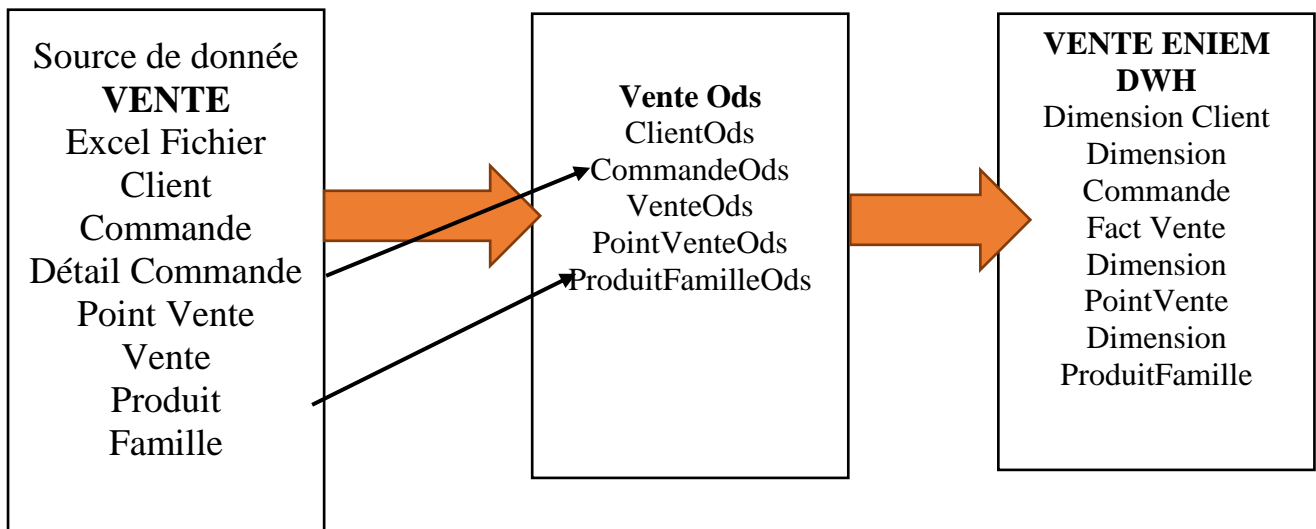 Source de donnée
VENTE
Excel Fichier
Client
Commande
Détail Commande
Point Vente
Vente
Produit
Famille
Vente Ods
ClientOds
CommandeOds
VenteOds
PointVenteOds
ProduitFamilleOds
VENTE ENIEM
DWH
Dimension Client
Dimension
Commande
Fact Vente
Dimension
PointVente
Dimension
ProduitFamille